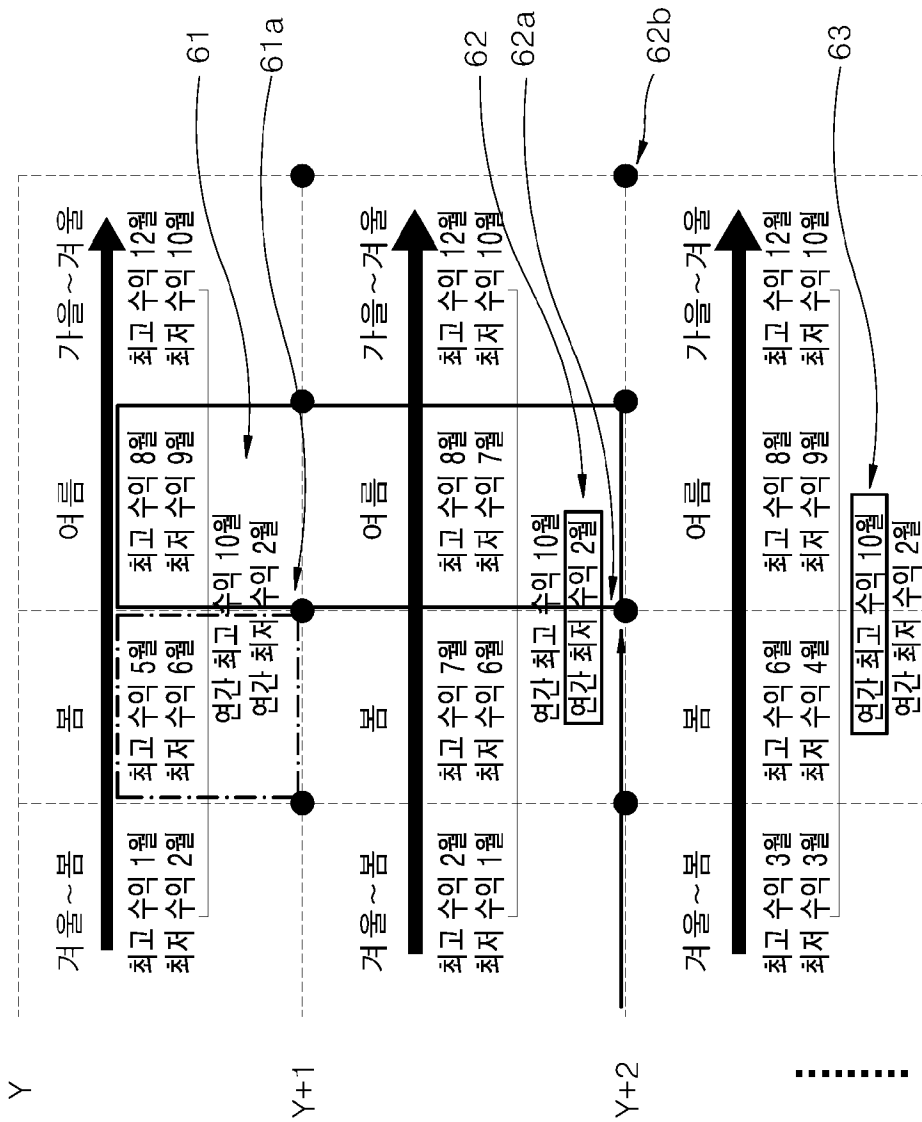 Y
겨울~봄
봄
여름
가을~겨울
최고 수익 1월
최저 수익 2월
최고 수익 5월
최저 수익 6월
최고 수익 8월
최저 수익 9월
최고 수익 12월
최저 수익 10월
연간 최고 수익 10월
연간 최저 수익 2월
61
61a
Y+1
겨울~봄
봄
여름
가을~겨울
최고 수익 2월
최저 수익 1월
최고 수익 7월
최저 수익 6월
최고 수익 8월
최저 수익 7월
최고 수익 12월
최저 수익 10월
연간 최고 수익 10월
연간 최저 수익 2월
62
62a
62b
Y+2
겨울~봄
봄
여름
가을~겨울
최고 수익 3월
최저 수익 3월
최고 수익 6월
최저 수익 4월
최고 수익 8월
최저 수익 9월
최고 수익 12월
최저 수익 10월
연간 최고 수익 10월
연간 최저 수익 2월
63